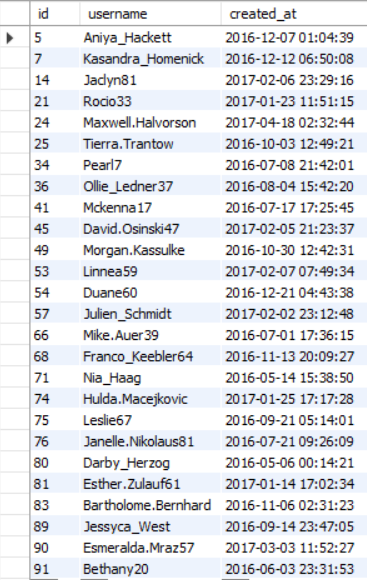 id username created_at
5 Aniya_Hackett 2016-12-07 01:04:39
7 Kasandra_Homenick 2016-12-12 06:50:08
14 Jaclyn81 2017-02-06 23:29:16
21 Rocio33 2017-01-23 11:51:15
24 Maxwell.Halvorson 2017-04-18 02:32:44
25 Tierra.Trantow 2016-10-03 12:49:21
34 Pearl7 2016-07-08 21:42:01
36 Ollie_Ledner37 2016-08-04 15:42:20
41 Mckenna17 2016-07-17 17:25:45
45 David.Osinski47 2017-02-05 21:23:37
49 Morgan.Kassulke 2016-10-30 12:42:31
53 Linnea59 2017-02-07 07:49:34
54 Duane60 2016-12-21 04:43:38
57 Julien_Schmidt 2017-02-02 23:12:48
66 Mike.Auer39 2016-07-01 17:36:15
68 Franco_Keebler64 2016-11-13 20:09:27
71 Nia_Haag 2016-05-14 15:38:50
74 Hulda.Macejkovic 2017-01-25 17:17:28
75 Leslie67 2016-09-21 05:14:01
76 Janelle.Nikolaus81 2016-07-21 09:26:09
80 Darby_Herzog 2016-05-06 00:14:21
81 Esther.Zulauf61 2017-01-14 17:02:34
83 Bartholome.Bernhard 2016-11-06 02:31:23
89 Jessyca_West 2016-09-14 23:47:05
90 Esmeralda.Mraz57 2017-03-03 11:52:27
91 Bethany20 2016-06-03 23:31:53